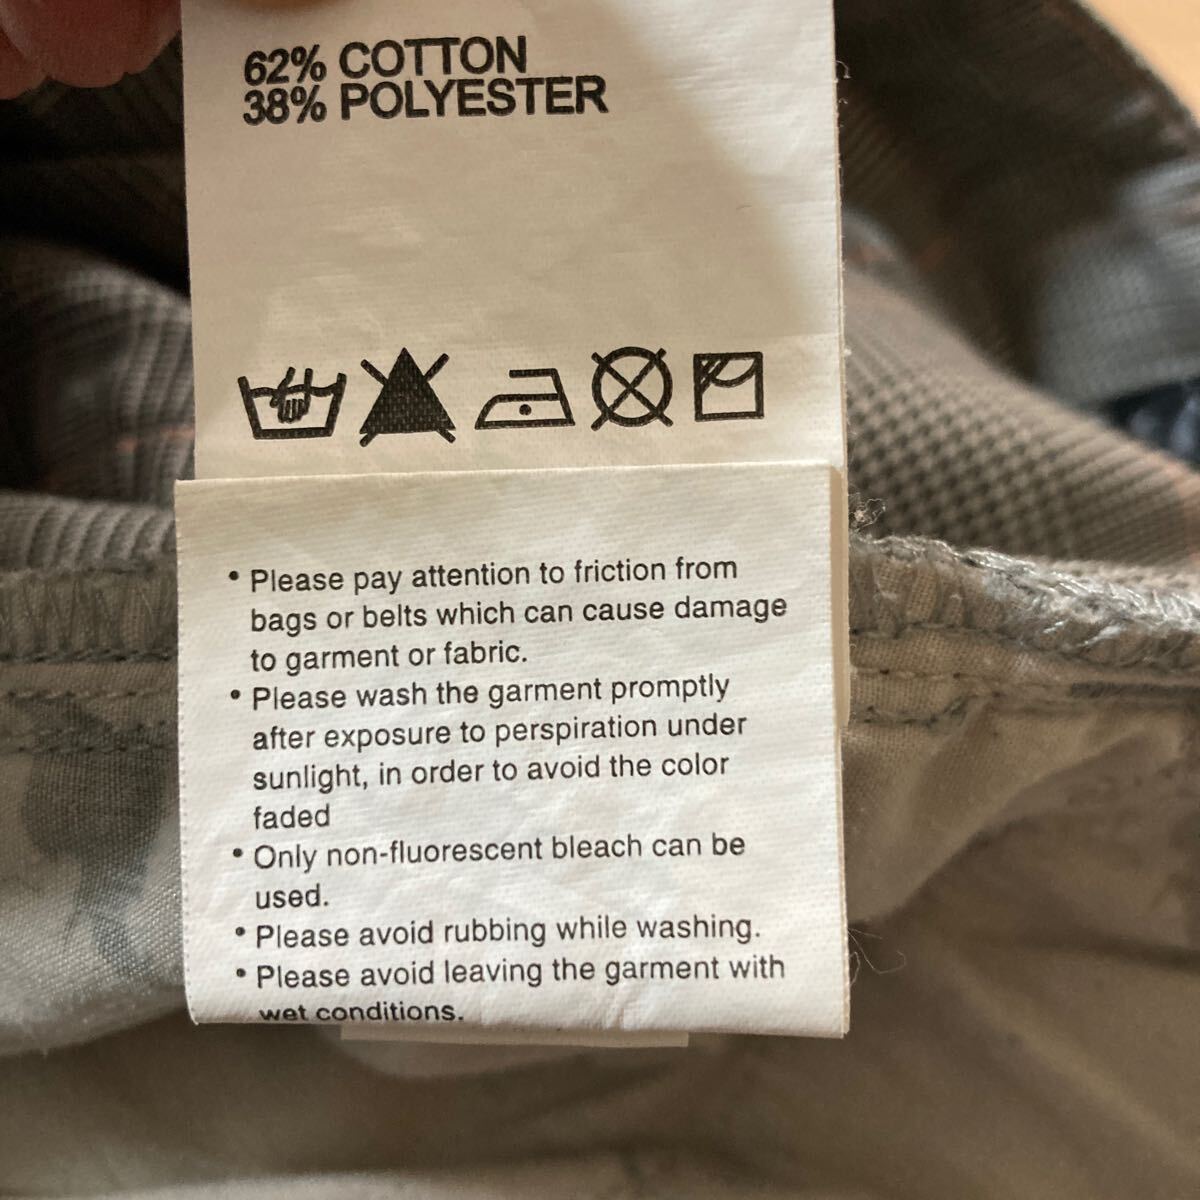 62% COTTON
38% POLYESTER
• Please pay attention to friction from
bags or belts which can cause damage
to garment or fabric.
• Please wash the garment promptly
after exposure to perspiration under
sunlight, in order to avoid the color
faded
• Only non-fluorescent bleach can be
used.
• Please avoid rubbing while washing.
• Please avoid leaving the garment with
wet conditions.